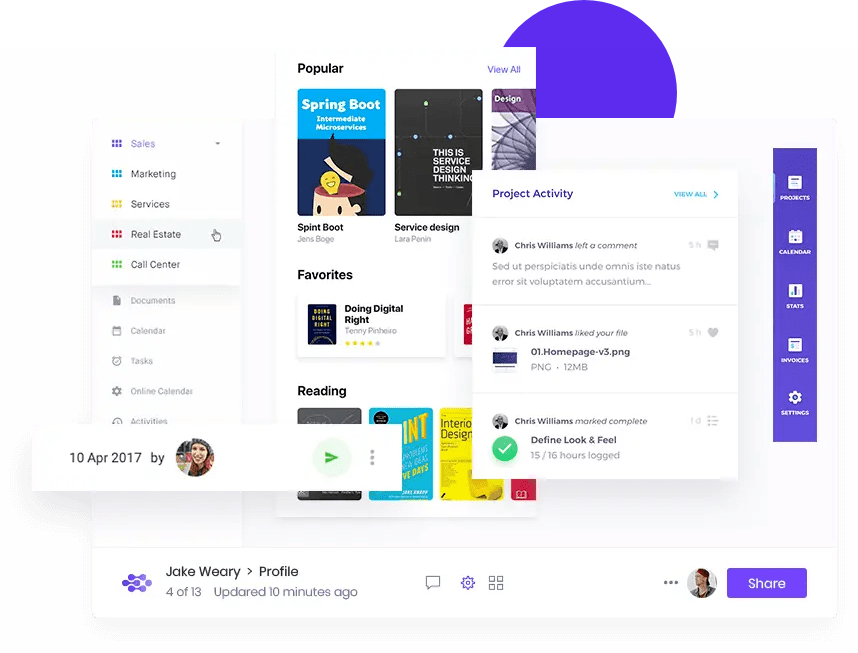 Popular
View All
Spring Boot
Intermediate
Microservices
THIS IS
SERVICE
DESIGN
THINKING
Design
Spint Boot
Jens Boge
Service design
Lara Penin
Favorites
DOING
DIGITAL
RIGHT
Doing Digital
Right
Tenny Pinheiro
Reading
INT
Interio
Design
Sales
Marketing
Services
Real Estate
Call Center
Documents
Calendar
Tasks
Online Calendar
Activities
10 Apr 2017 by
Project Activity
VIEW ALL
Chris Williams left a comment
5 h
Sed ut perspiciatis unde omnis iste natus
error sit voluptatem accusantium...
Chris Williams liked your file
5 h
01.Homepage-v3.png
PNG • 12MB
Chris Williams marked complete
1 d
Define Look & Feel
15 / 16 hours logged
PROJECTS
CALENDAR
STATS
INVOICES
SETTINGS
Jake Weary > Profile
4 of 13 Updared 10 minutes ago
Share